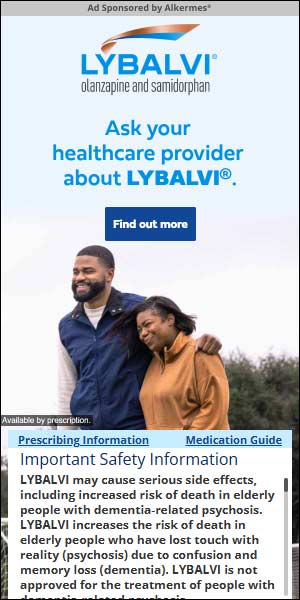 Ad Sponsored by Alkermes®
LYBALVI®
olanzapine and samidorphan
Ask your
healthcare provider
about LYBALVI®.
Find out more
Available by prescription.
Prescribing Information Medication Guide
Important Safety Information
LYBALVI may cause serious side effects,
including increased risk of death in elderly
people with dementia-related psychosis.
LYBALVI increases the risk of death in
elderly people who have lost touch with
reality (psychosis) due to confusion and
memory loss (dementia). LYBALVI is not
approved for the treatment of people with
dementia-related psychosis.